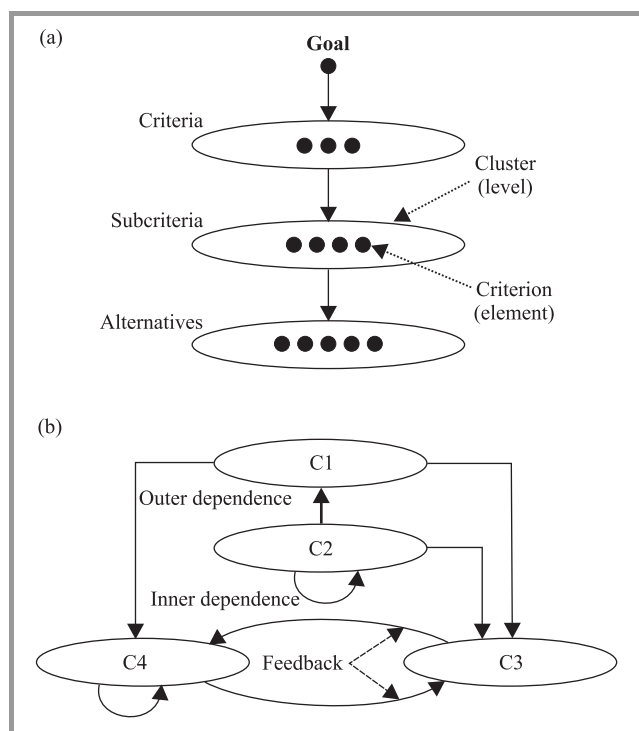 (a)
Goal
Criteria
Cluster
(level)
Subcriteria
Criterion
(element)
Alternatives
(b)
C1
Outer dependence
C2
Inner dependence
C4
Feedback
C3